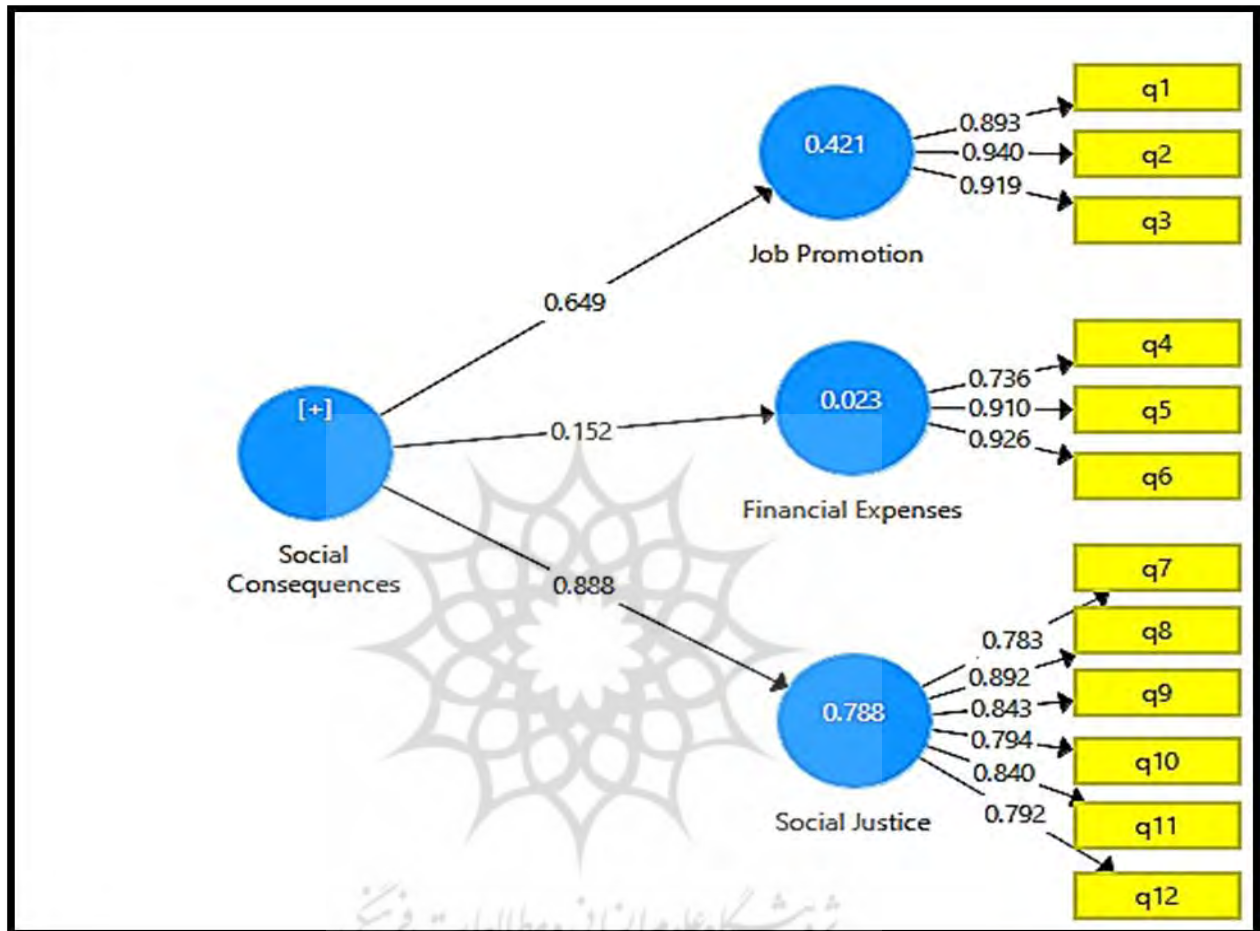 q1
0.893
0.421
0.940
q2
0.919
q3
Job Promotion
0.649
q4
0.736
0.023
0.910
q5
0.926
q6
Financial Expenses
[+]
0.152
Social
Consequences
0.888
q7
0.783
q8
0.892
0.843
q9
0.788
0.794
q10
0.840
0.792
q11
Social Justice
q12